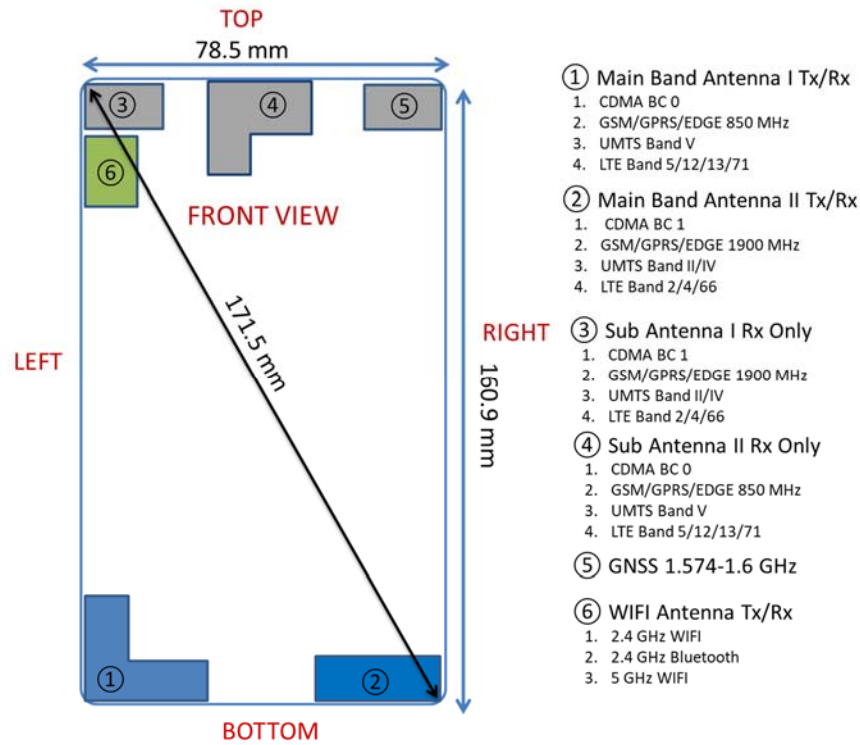 TOP
78.5 mm
③
④
⑤
⑥
FRONT VIEW
171.5 mm
LEFT
RIGHT
160.9 mm
①
②
BOTTOM
① Main Band Antenna I Tx/Rx
1. CDMA BC 0
2. GSM/GPRS/EDGE 850 MHz
3. UMTS Band V
4. LTE Band 5/12/13/71
② Main Band Antenna II Tx/Rx
1. CDMA BC 1
2. GSM/GPRS/EDGE 1900 MHz
3. UMTS Band II/IV
4. LTE Band 2/4/66
③ Sub Antenna I Rx Only
1. CDMA BC 1
2. GSM/GPRS/EDGE 1900 MHz
3. UMTS Band II/IV
4. LTE Band 2/4/66
④ Sub Antenna II Rx Only
1. CDMA BC 0
2. GSM/GPRS/EDGE 850 MHz
3. UMTS Band V
4. LTE Band 5/12/13/71
⑤ GNSS 1.574-1.6 GHz
⑥ WIFI Antenna Tx/Rx
1. 2.4 GHz WIFI
2. 2.4 GHz Bluetooth
3. 5 GHz WIFI